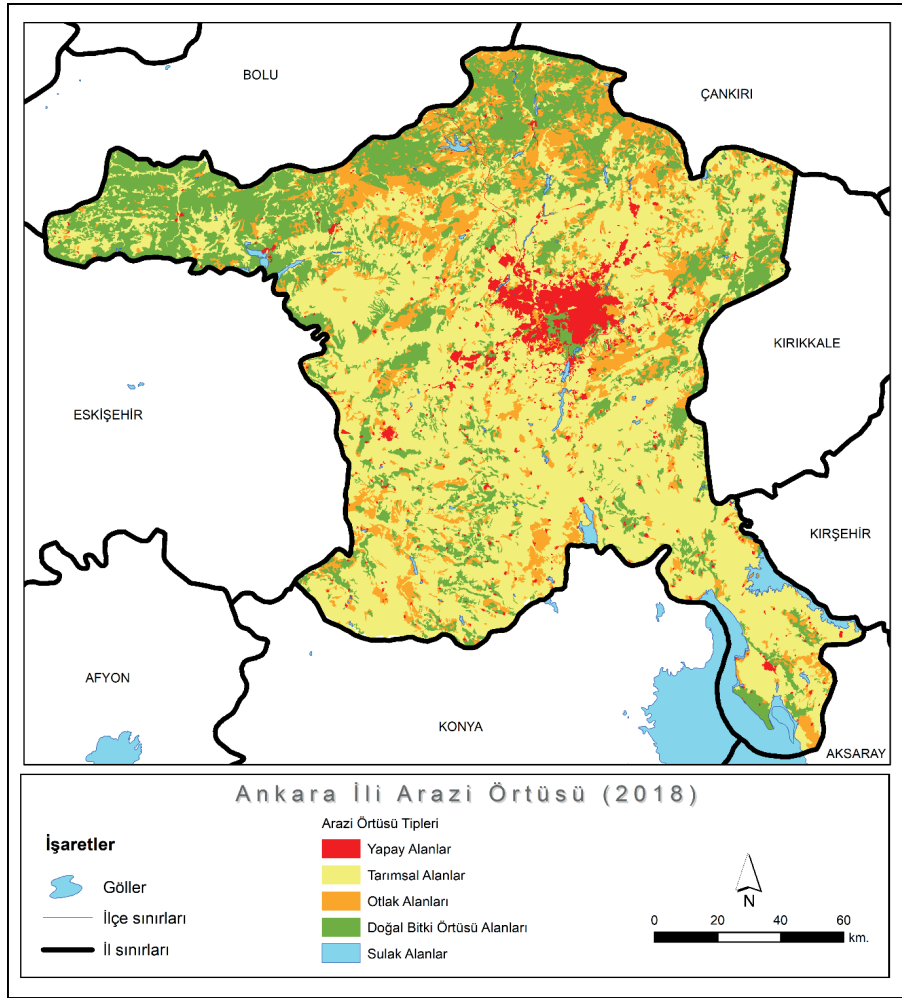 BOLU
ÇANKIRI
KIRIKKALE
ESKİŞEHİR
KIRŞEHİR
AFYON
KONYA
AKSARAY
Ankara İli Arazi Örtüsü (2018)
İşaretler
Göller
İlçe sınırları
İl sınırları
Arazi Örtüsü Tipleri
Yapay Alanlar
Tarımsal Alanlar
Otlak Alanları
Doğal Bitki Örtüsü Alanları
Sulak Alanlar
N
0 20 40 60
km.